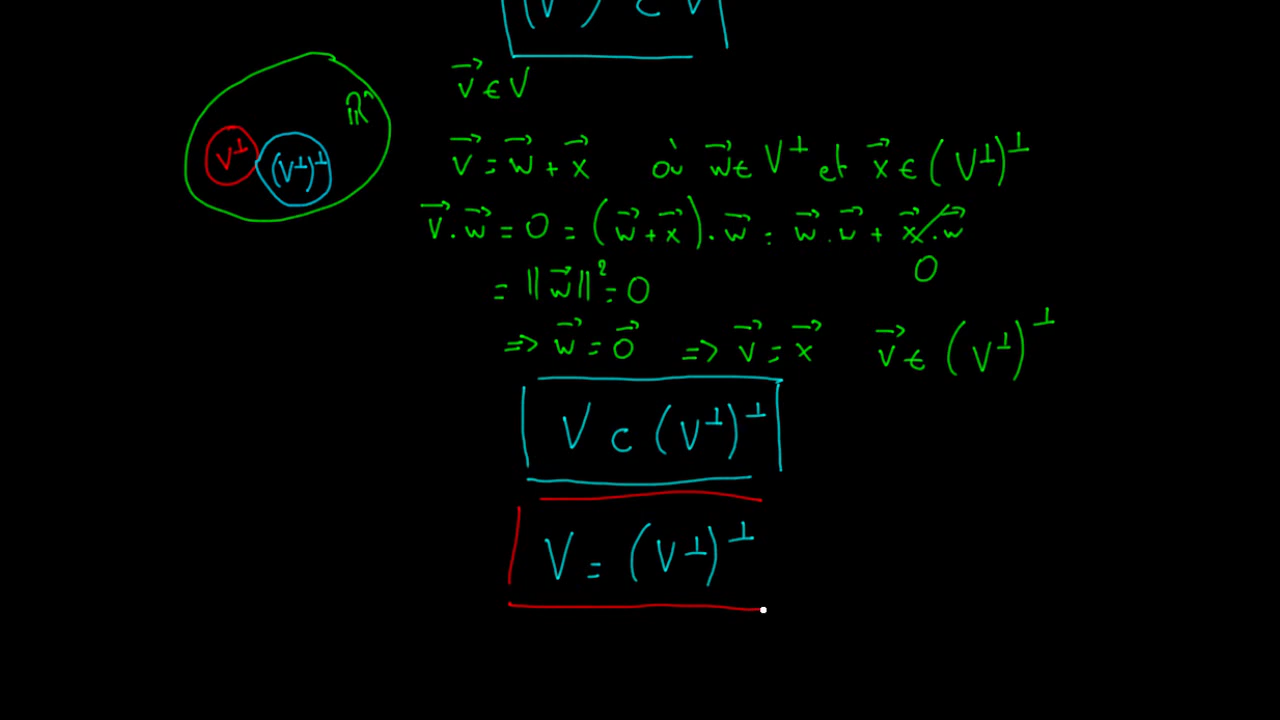 (V⊥)⊥ ⊂ V
v⃗ ∈ V
ℝⁿ
V⊥
(V⊥)⊥
v⃗ = w⃗ + x⃗ où w⃗ ∈ V⊥ et x⃗ ∈ (V⊥)⊥
v⃗ . w⃗ = 0 = (w⃗ + x⃗) . w⃗ = w⃗ . w⃗ + x⃗ . w⃗
0
= ||w⃗||² = 0
=> w⃗ = 0⃗ => v⃗ = x⃗ v⃗ ∈ (V⊥)⊥
V ⊂ (V⊥)⊥
V = (V⊥)⊥